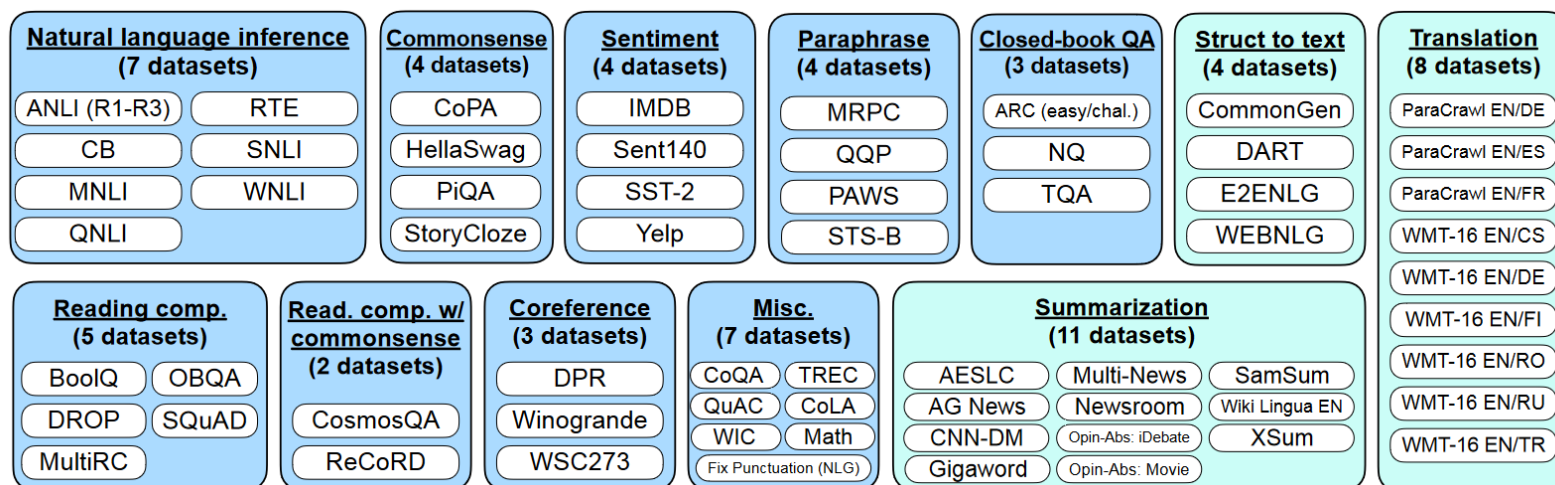 Natural language inference
(7 datasets)
ANLI (R1-R3)
RTE
CB
SNLI
MNLI
WNLI
QNLI
Commonsense
(4 datasets)
CoPA
HellaSwag
PiQA
StoryCloze
Sentiment
(4 datasets)
IMDB
Sent140
SST-2
Yelp
Paraphrase
(4 datasets)
MRPC
QQP
PAWS
STS-B
Closed-book QA
(3 datasets)
ARC (easy/chal.)
NQ
TQA
Struct to text
(4 datasets)
CommonGen
DART
E2ENLG
WEBNLG
Translation
(8 datasets)
ParaCrawl EN/DE
ParaCrawl EN/ES
ParaCrawl EN/FR
WMT-16 EN/CS
WMT-16 EN/DE
WMT-16 EN/FI
WMT-16 EN/RO
WMT-16 EN/RU
WMT-16 EN/TR
Reading comp.
(5 datasets)
BoolQ
OBQA
DROP
SQuAD
MultiRC
Read. comp. w/
commonsense
(2 datasets)
CosmosQA
ReCoRD
Coreference
(3 datasets)
DPR
Winogrande
WSC273
Misc.
(7 datasets)
CoQA
TREC
QuAC
CoLA
WIC
Math
Fix Punctuation (NLG)
Summarization
(11 datasets)
AESLC
Multi-News
SamSum
AG News
Newsroom
Wiki Lingua EN
CNN-DM
Opin-Abs: iDebate
XSum
Gigaword
Opin-Abs: Movie